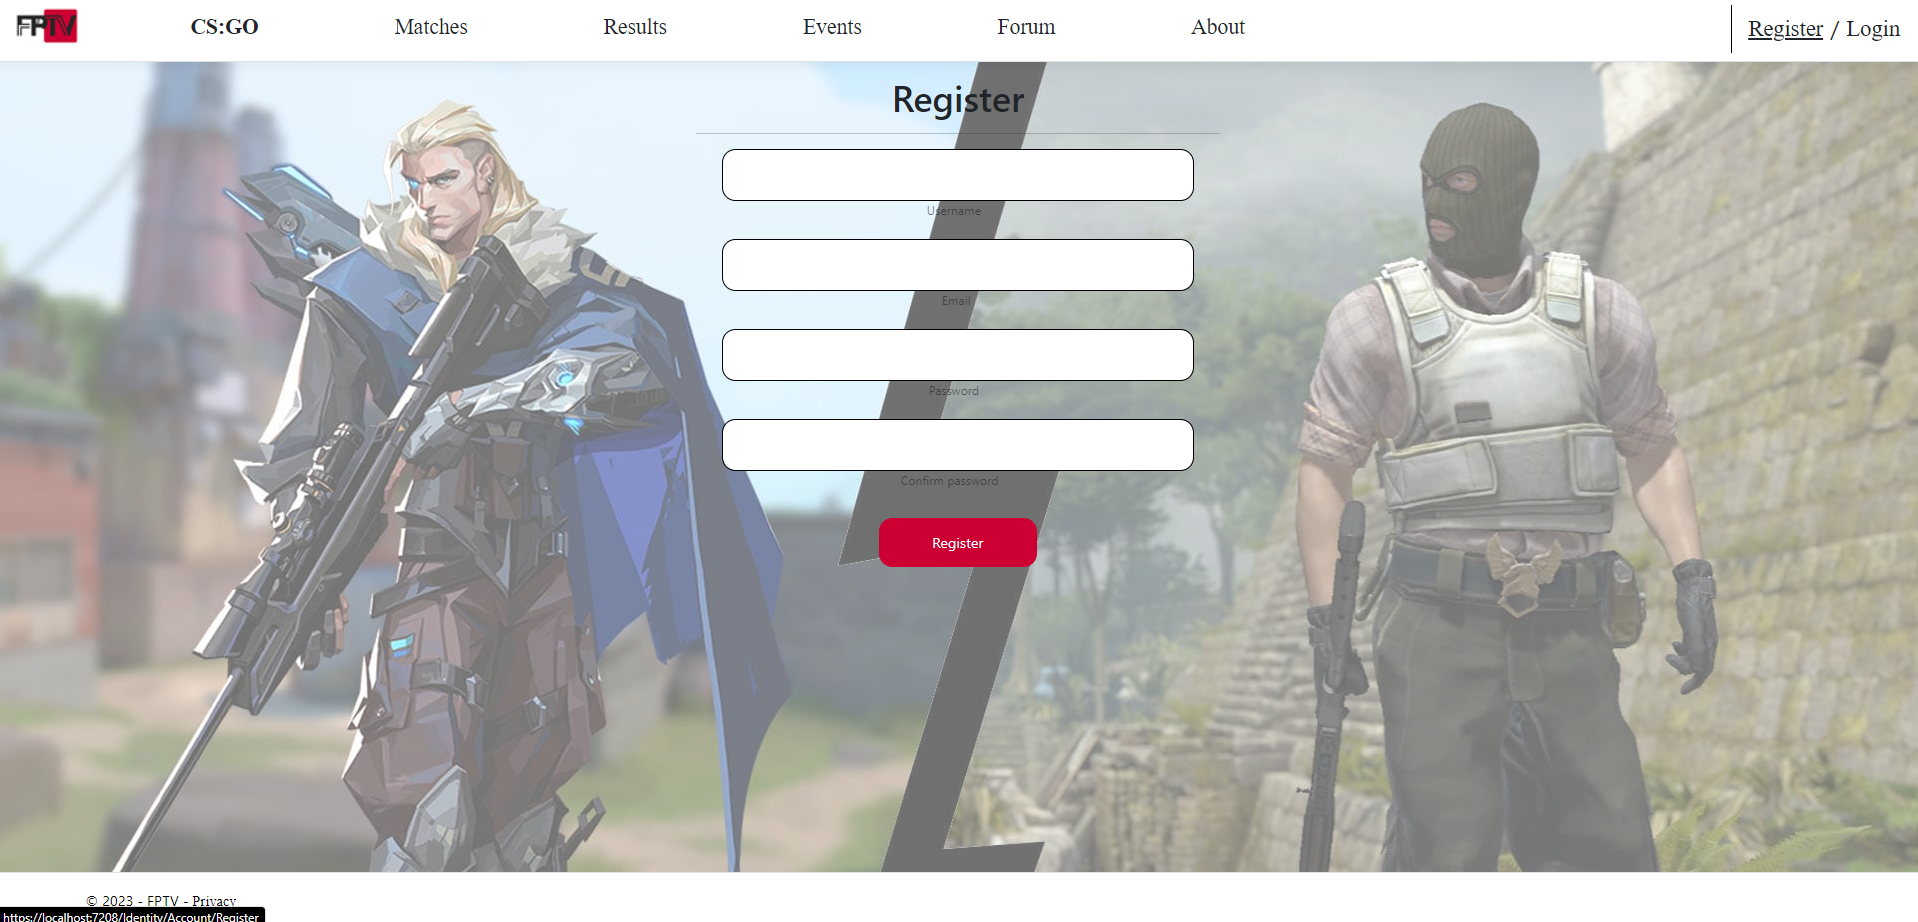 FPTV
CS:GO Matches Results Events Forum About Register / Login
Register
Username
Email
Password
Confirm password
Register
© 2023 - FPTV - Privacy
https://localhost:7208/Identity/Account/Register